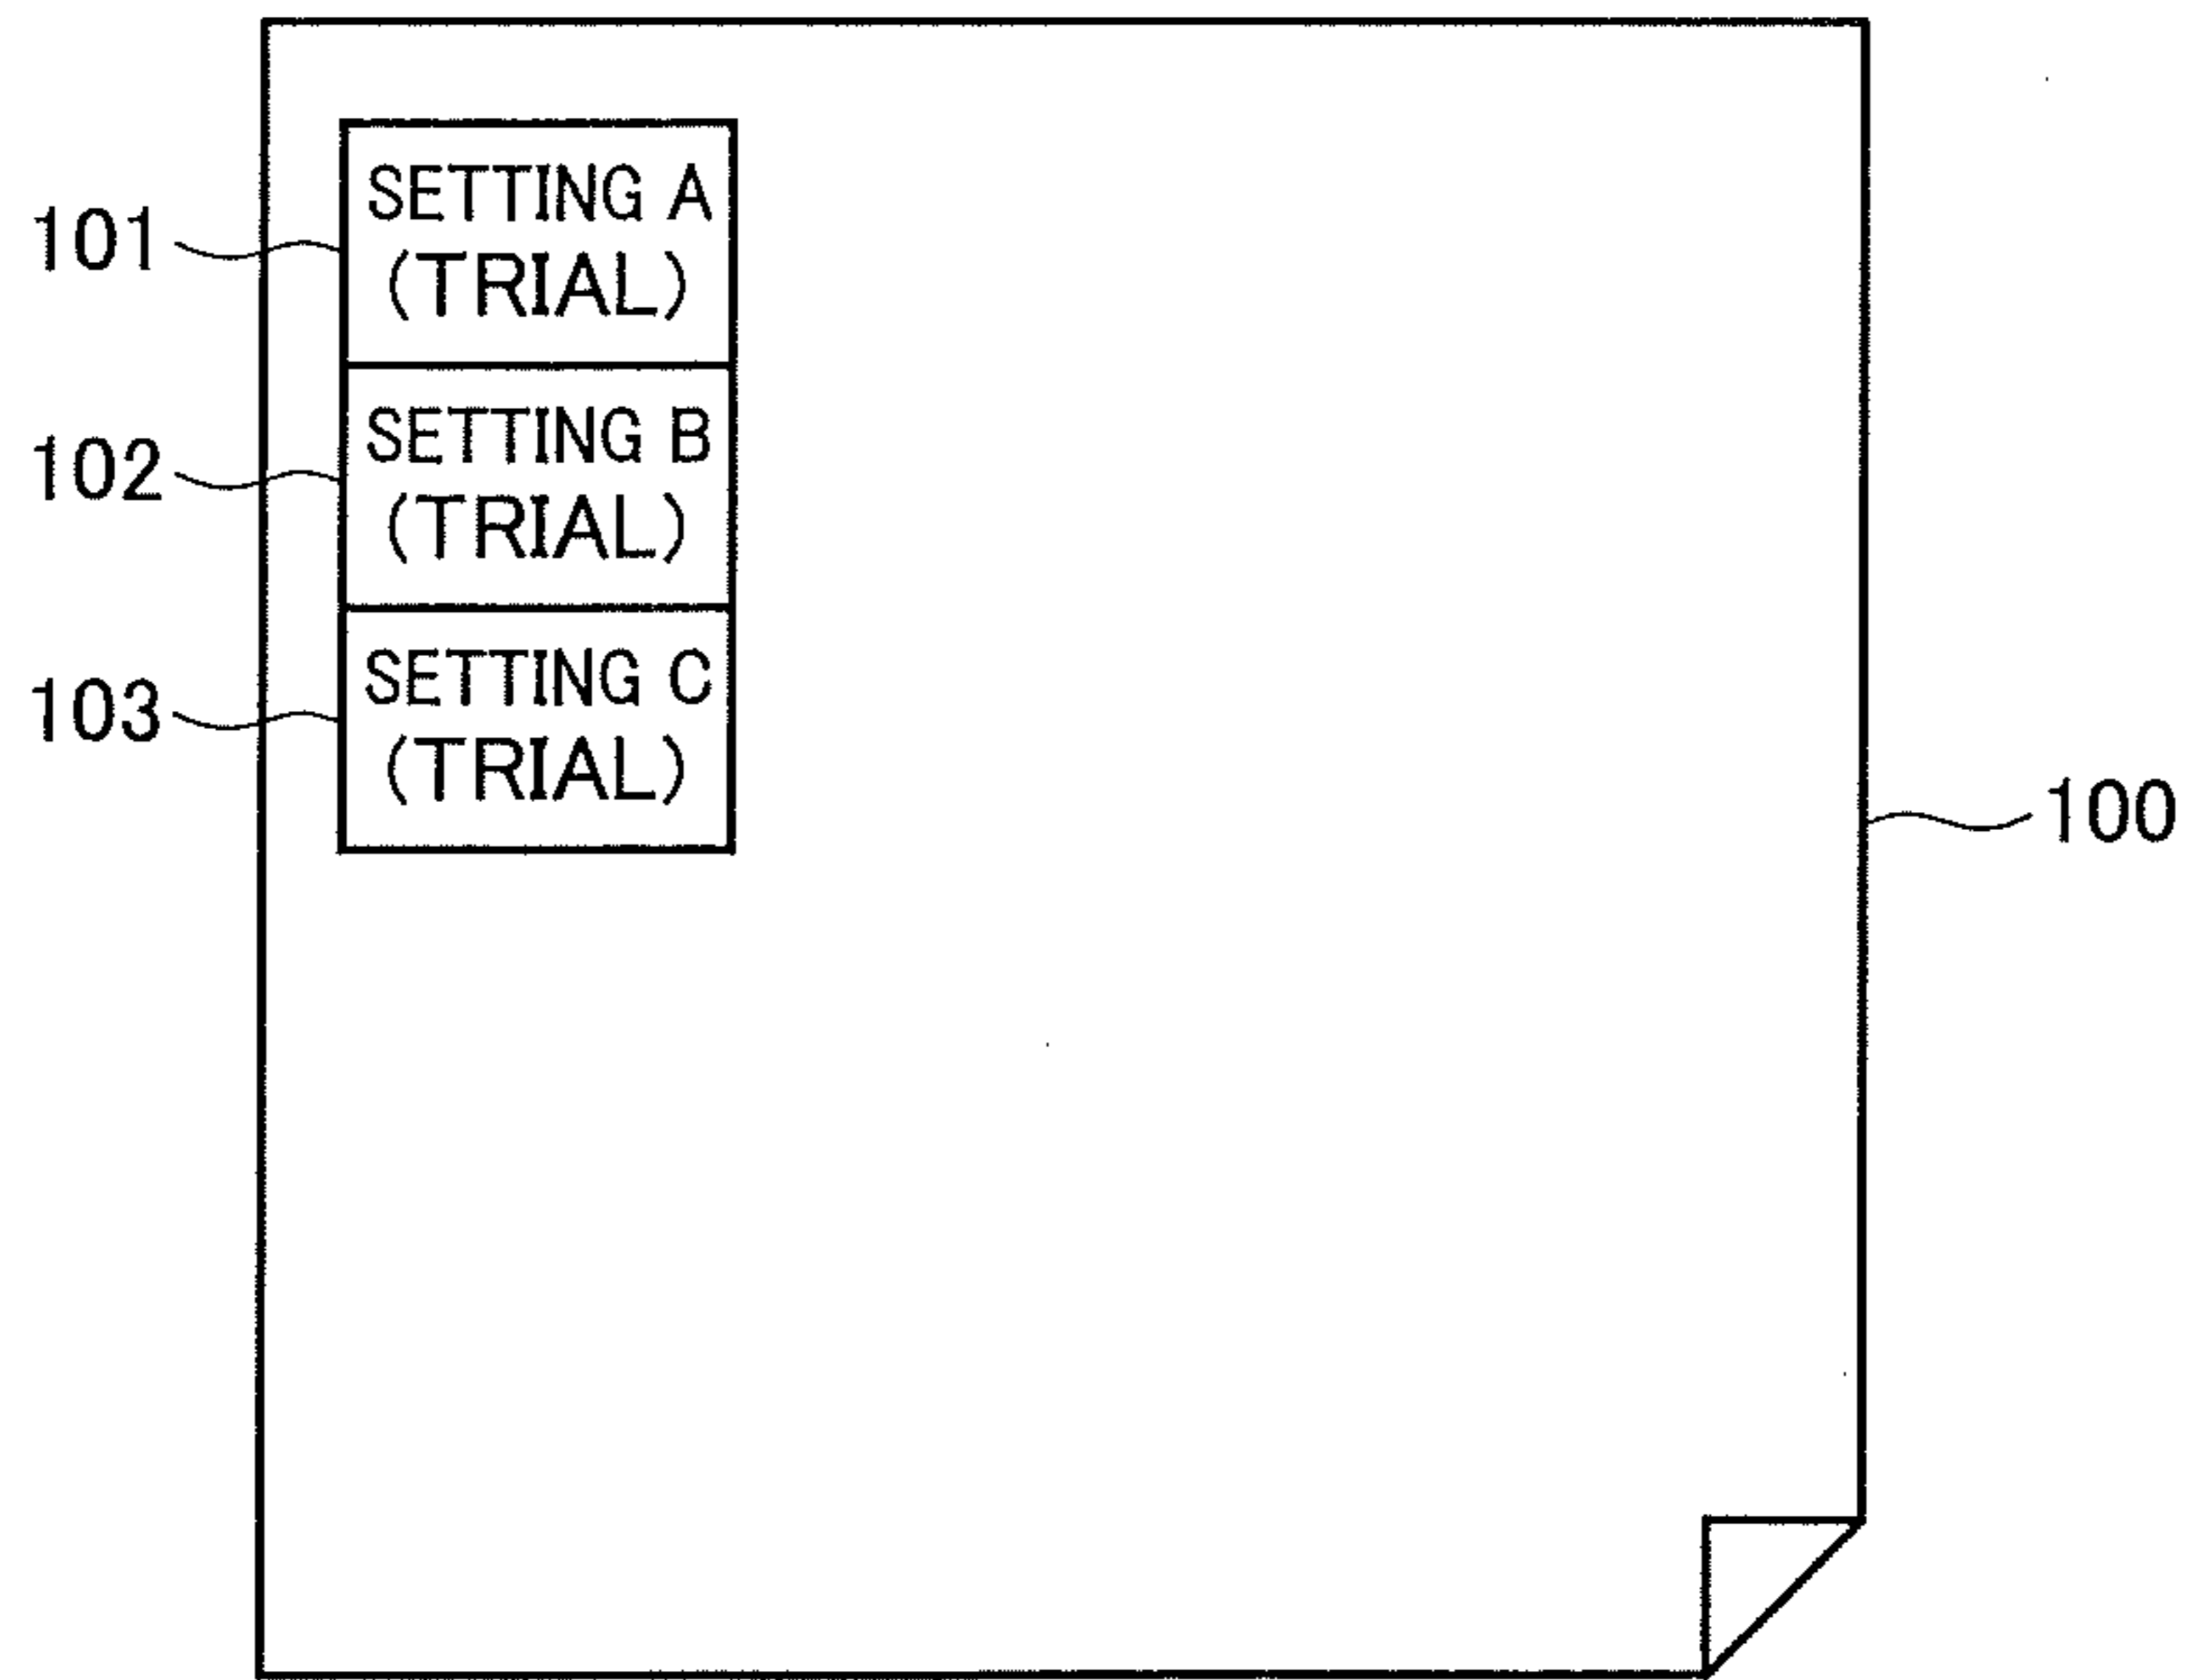 101
SETTING A
(TRIAL)
102
SETTING B
(TRIAL)
103
SETTING C
(TRIAL)
100